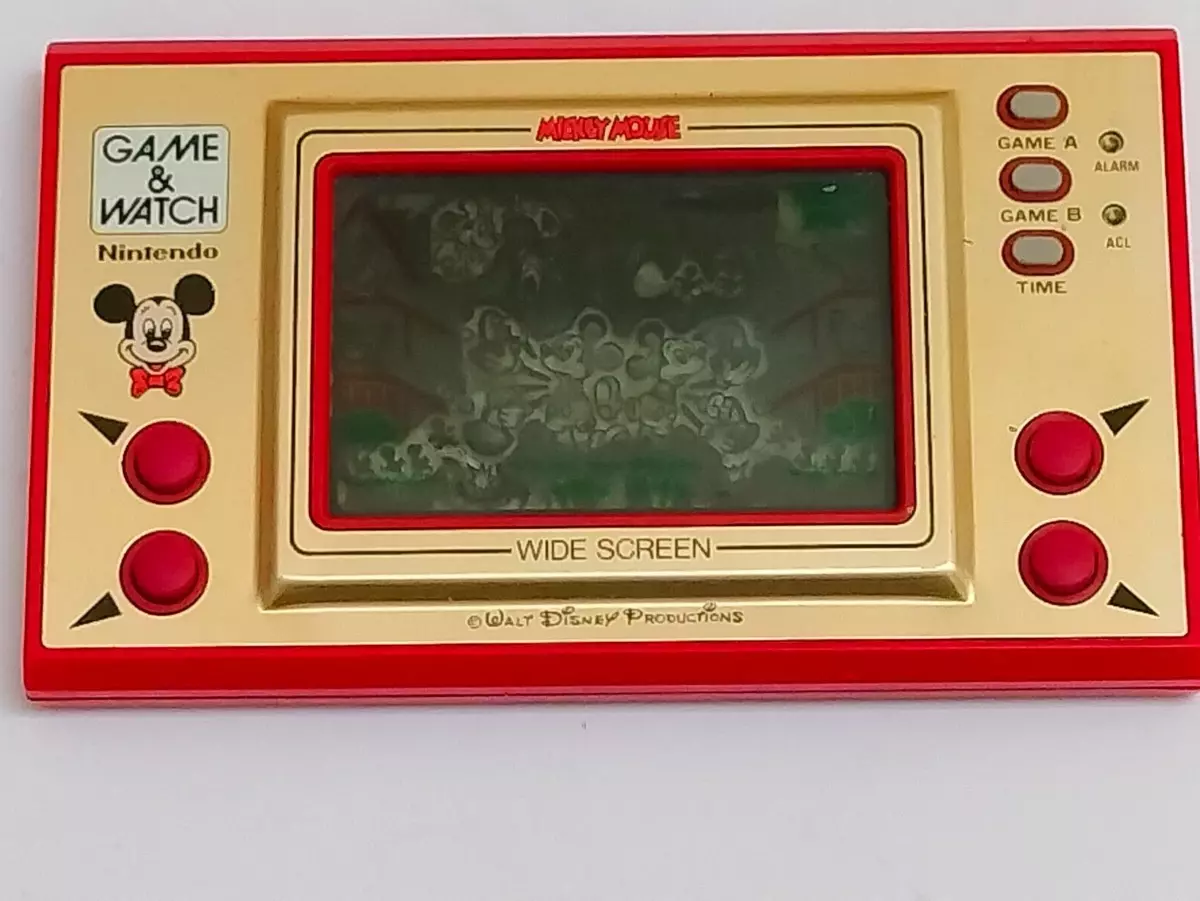 GAME
&
WATCH
Nintendo
MICKEY MOUSE
GAME A
ALARM
GAME B
ACL
TIME
WIDE SCREEN
© WALT DISNEY PRODUCTIONS